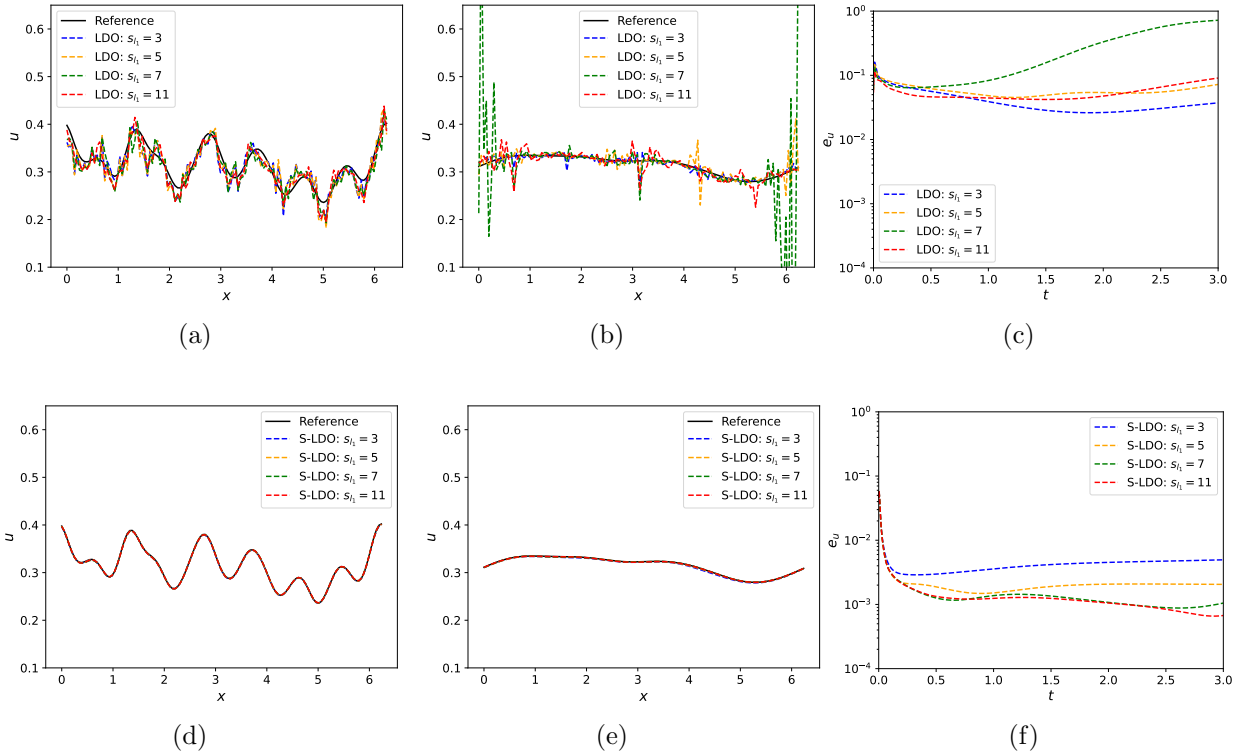 Reference
LDO: s_{l_1} = 3
LDO: s_{l_1} = 5
LDO: s_{l_1} = 7
LDO: s_{l_1} = 11
u
0.6
0.5
0.4
0.3
0.2
0.1
0 1 2 3 4 5 6
x
(a)
Reference
LDO: s_{l_1} = 3
LDO: s_{l_1} = 5
LDO: s_{l_1} = 7
LDO: s_{l_1} = 11
u
0.6
0.5
0.4
0.3
0.2
0.1
0 1 2 3 4 5 6
x
(b)
e_u
10^0
10^{-1}
10^{-2}
10^{-3}
10^{-4}
LDO: s_{l_1} = 3
LDO: s_{l_1} = 5
LDO: s_{l_1} = 7
LDO: s_{l_1} = 11
0.0 0.5 1.0 1.5 2.0 2.5 3.0
t
(c)
Reference
S-LDO: s_{l_1} = 3
S-LDO: s_{l_1} = 5
S-LDO: s_{l_1} = 7
S-LDO: s_{l_1} = 11
u
0.6
0.5
0.4
0.3
0.2
0.1
0 1 2 3 4 5 6
x
(d)
Reference
S-LDO: s_{l_1} = 3
S-LDO: s_{l_1} = 5
S-LDO: s_{l_1} = 7
S-LDO: s_{l_1} = 11
u
0.6
0.5
0.4
0.3
0.2
0.1
0 1 2 3 4 5 6
x
(e)
S-LDO: s_{l_1} = 3
S-LDO: s_{l_1} = 5
S-LDO: s_{l_1} = 7
S-LDO: s_{l_1} = 11
e_u
10^0
10^{-1}
10^{-2}
10^{-3}
10^{-4}
0.0 0.5 1.0 1.5 2.0 2.5 3.0
t
(f)